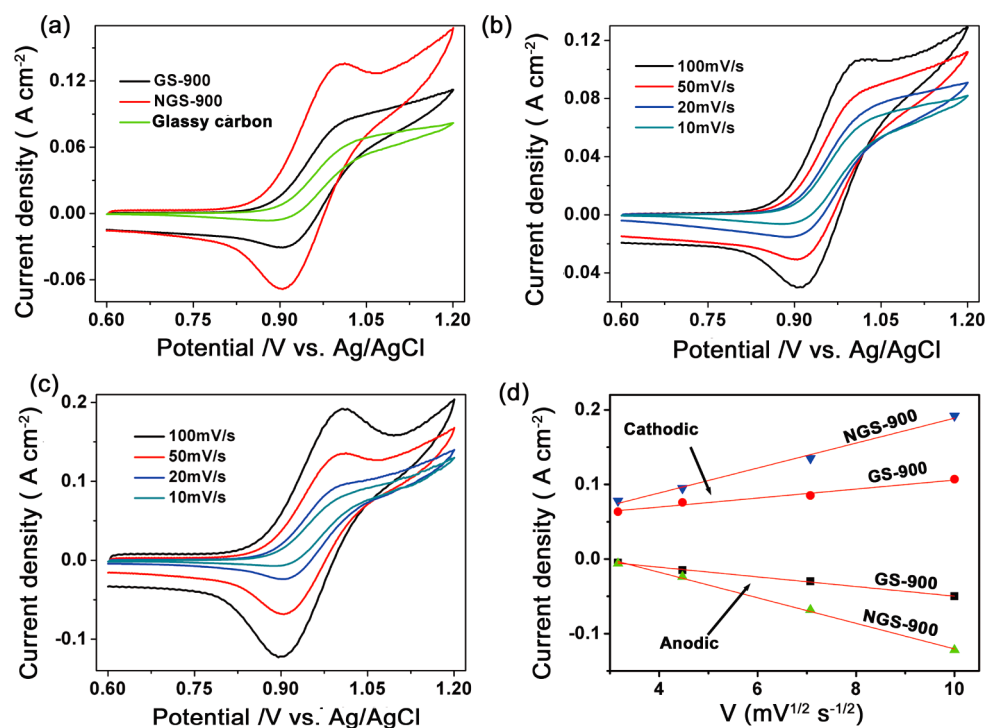 (a)
Current density ( A cm-2)
0.12
0.06
0.00
-0.06
GS-900
NGS-900
Glassy carbon
0.60 0.75 0.90 1.05 1.20
Potential /V vs. Ag/AgCl
(b)
Current density ( A cm-2)
0.12
0.08
0.04
0.00
0.04
100mV/s
50mV/s
20mV/s
10mV/s
0.60 0.75 0.90 1.05 1.20
Potential /V vs. Ag/AgCl
(c)
Current density ( A cm-2)
0.2
0.1
0.0
-0.1
100mV/s
50mV/s
20mV/s
10mV/s
0.60 0.75 0.90 1.05 1.20
Potential /V vs. Ag/AgCl
(d)
Current density ( A cm-2)
0.2
0.1
0.0
-0.1
NGS-900
Cathodic
GS-900
GS-900
Anodic
NGS-900
4 6 8 10
V (mV1/2 s-1/2)